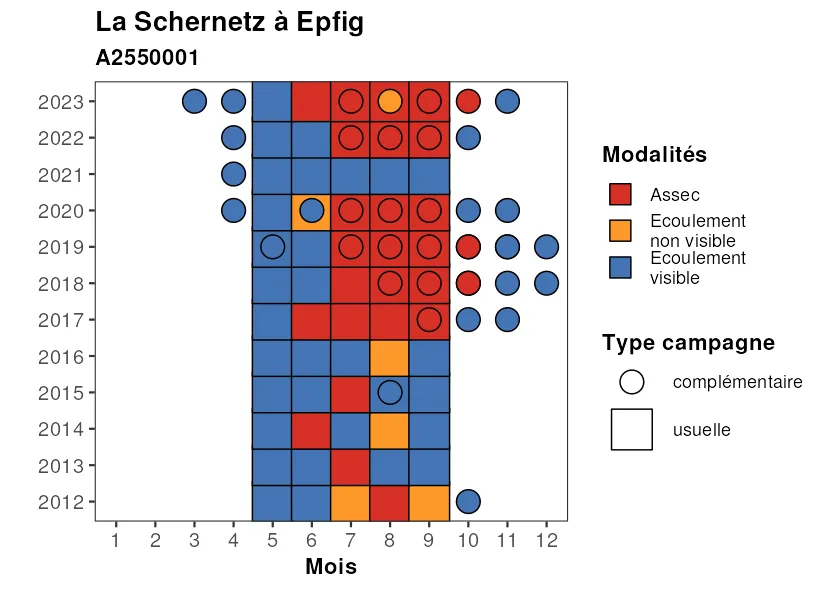 La Schernetz à Epfig
A2550001
2023
2022
2021
2020
2019
2018
2017
2016
2015
2014
2013
2012
1 2 3 4 5 6 7 8 9 10 11 12
Mois
Modalités
Assec
Ecoulement
non visible
Ecoulement
visible
Type campagne
complémentaire
usuelle